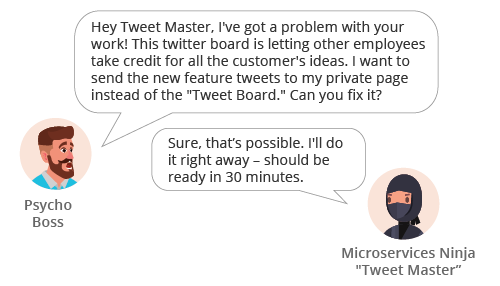 Hey Tweet Master, I've got a problem with your
work! This twitter board is letting other employees
take credit for all the customer's ideas. I want to
send the new feature tweets to my private page
instead of the "Tweet Board." Can you fix it?
Sure, that's possible. I'll do
it right away – should be
ready in 30 minutes.
Psycho
Boss
Microservices Ninja
"Tweet Master”